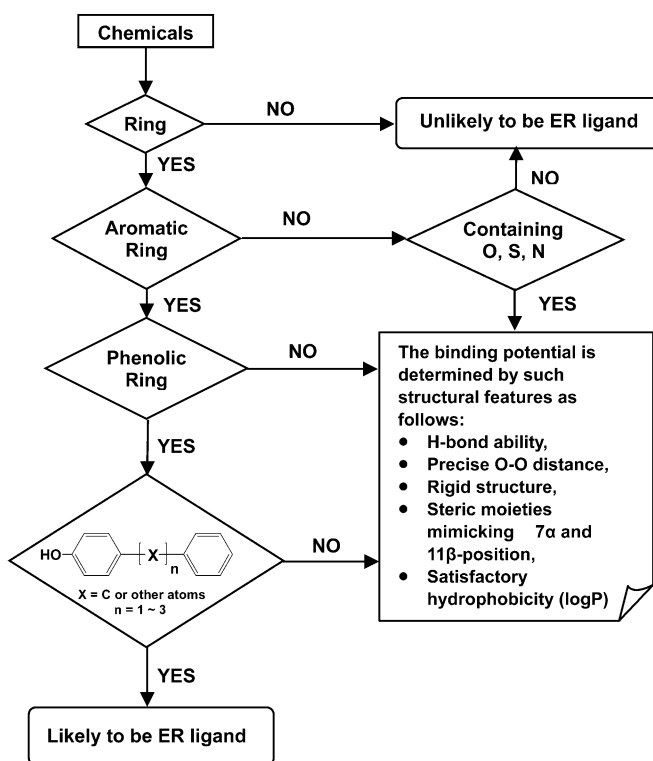 Chemicals
Ring
NO
Unlikely to be ER ligand
YES
NO
Aromatic
Ring
NO
Containing
O, S, N
YES
YES
Phenolic
Ring
NO
The binding potential is
determined by such
structural features as
follows:
● H-bond ability,
● Precise O-O distance,
● Rigid structure,
● Steric moieties
mimicking 7α and
11β-position,
● Satisfactory
hydrophobicity (logP)
YES
HO
[X]n
X = C or other atoms
n = 1 ~ 3
NO
YES
Likely to be ER ligand